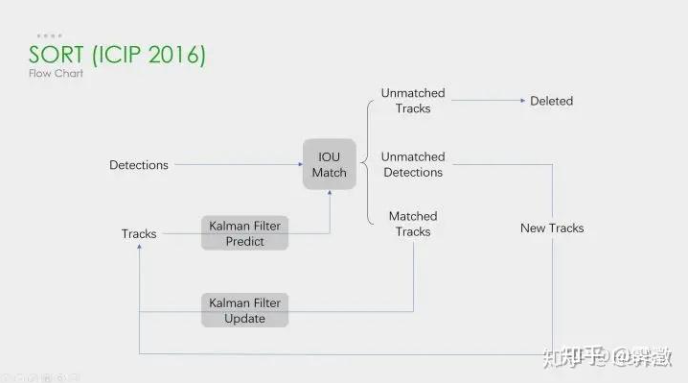 SORT (ICIP 2016)
Flow Chart
Unmatched
Tracks
Deleted
Detections
IOU
Match
Unmatched
Detections
Tracks
Kalman Filter
Predict
Matched
Tracks
New Tracks
Kalman Filter
Update
知乎